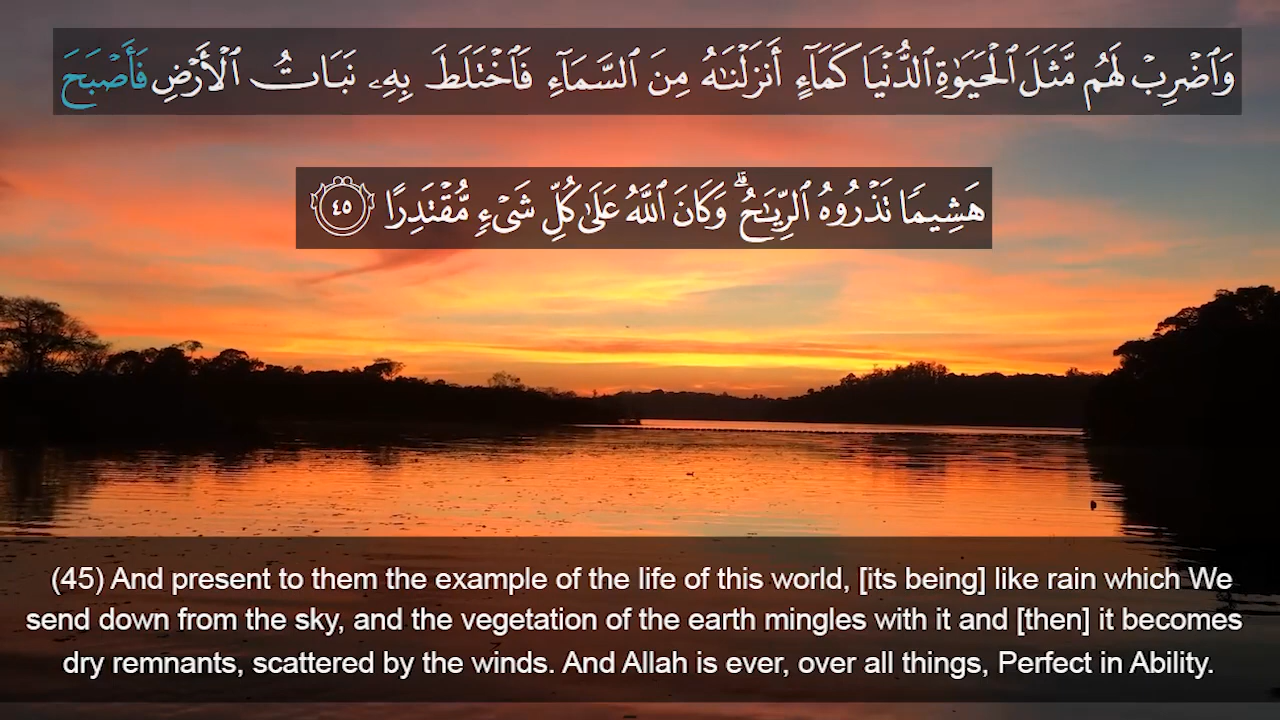 وَٱضْرِبْ لَهُم مَّثَلَ ٱلْحَيَوٰةِ ٱلدُّنْيَا كَمَآءٍ أَنزَلْنَٰهُ مِنَ ٱلسَّمَآءِ فَٱخْتَلَطَ بِهِۦ نَبَاتُ ٱلْأَرْضِ فَأَصْبَحَ
هَشِيمًا تَذْرُوهُ ٱلرِّيَٰحُ ۗ وَكَانَ ٱللَّهُ عَلَىٰ كُلِّ شَىْءٍ مُّقْتَدِرًا ٤٥
(45) And present to them the example of the life of this world, [its being] like rain which We
send down from the sky, and the vegetation of the earth mingles with it and [then] it becomes
dry remnants, scattered by the winds. And Allah is ever, over all things, Perfect in Ability.